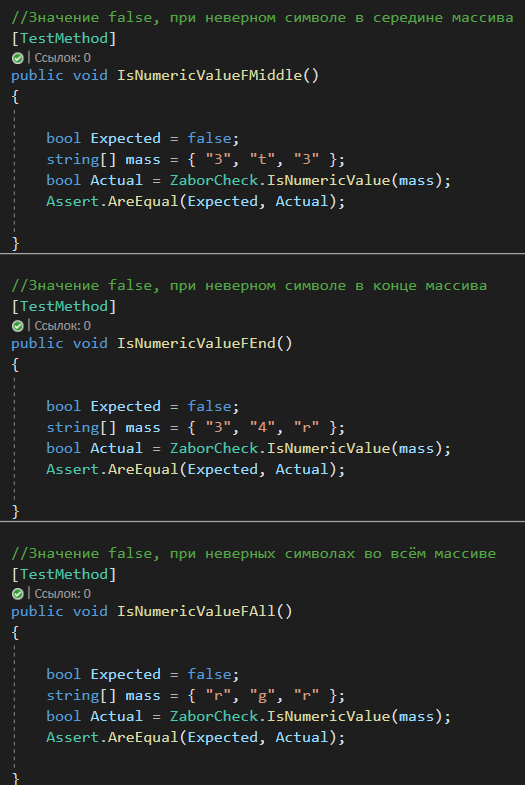 //Значение false, при неверном символе в середине массива
[TestMethod]
| Ссылок: 0
public void IsNumericValueFMiddle()
{
bool Expected = false;
string[] mass = { "3", "t", "3" };
bool Actual = ZaborCheck.IsNumericValue(mass);
Assert.AreEqual(Expected, Actual);
}
//Значение false, при неверном символе в конце массива
[TestMethod]
| Ссылок: 0
public void IsNumericValueFEnd()
{
bool Expected = false;
string[] mass = { "3", "4", "r" };
bool Actual = ZaborCheck.IsNumericValue(mass);
Assert.AreEqual(Expected, Actual);
}
//Значение false, при неверных символах во всём массиве
[TestMethod]
| Ссылок: 0
public void IsNumericValueFAll()
{
bool Expected = false;
string[] mass = { "r", "g", "r" };
bool Actual = ZaborCheck.IsNumericValue(mass);
Assert.AreEqual(Expected, Actual);
}